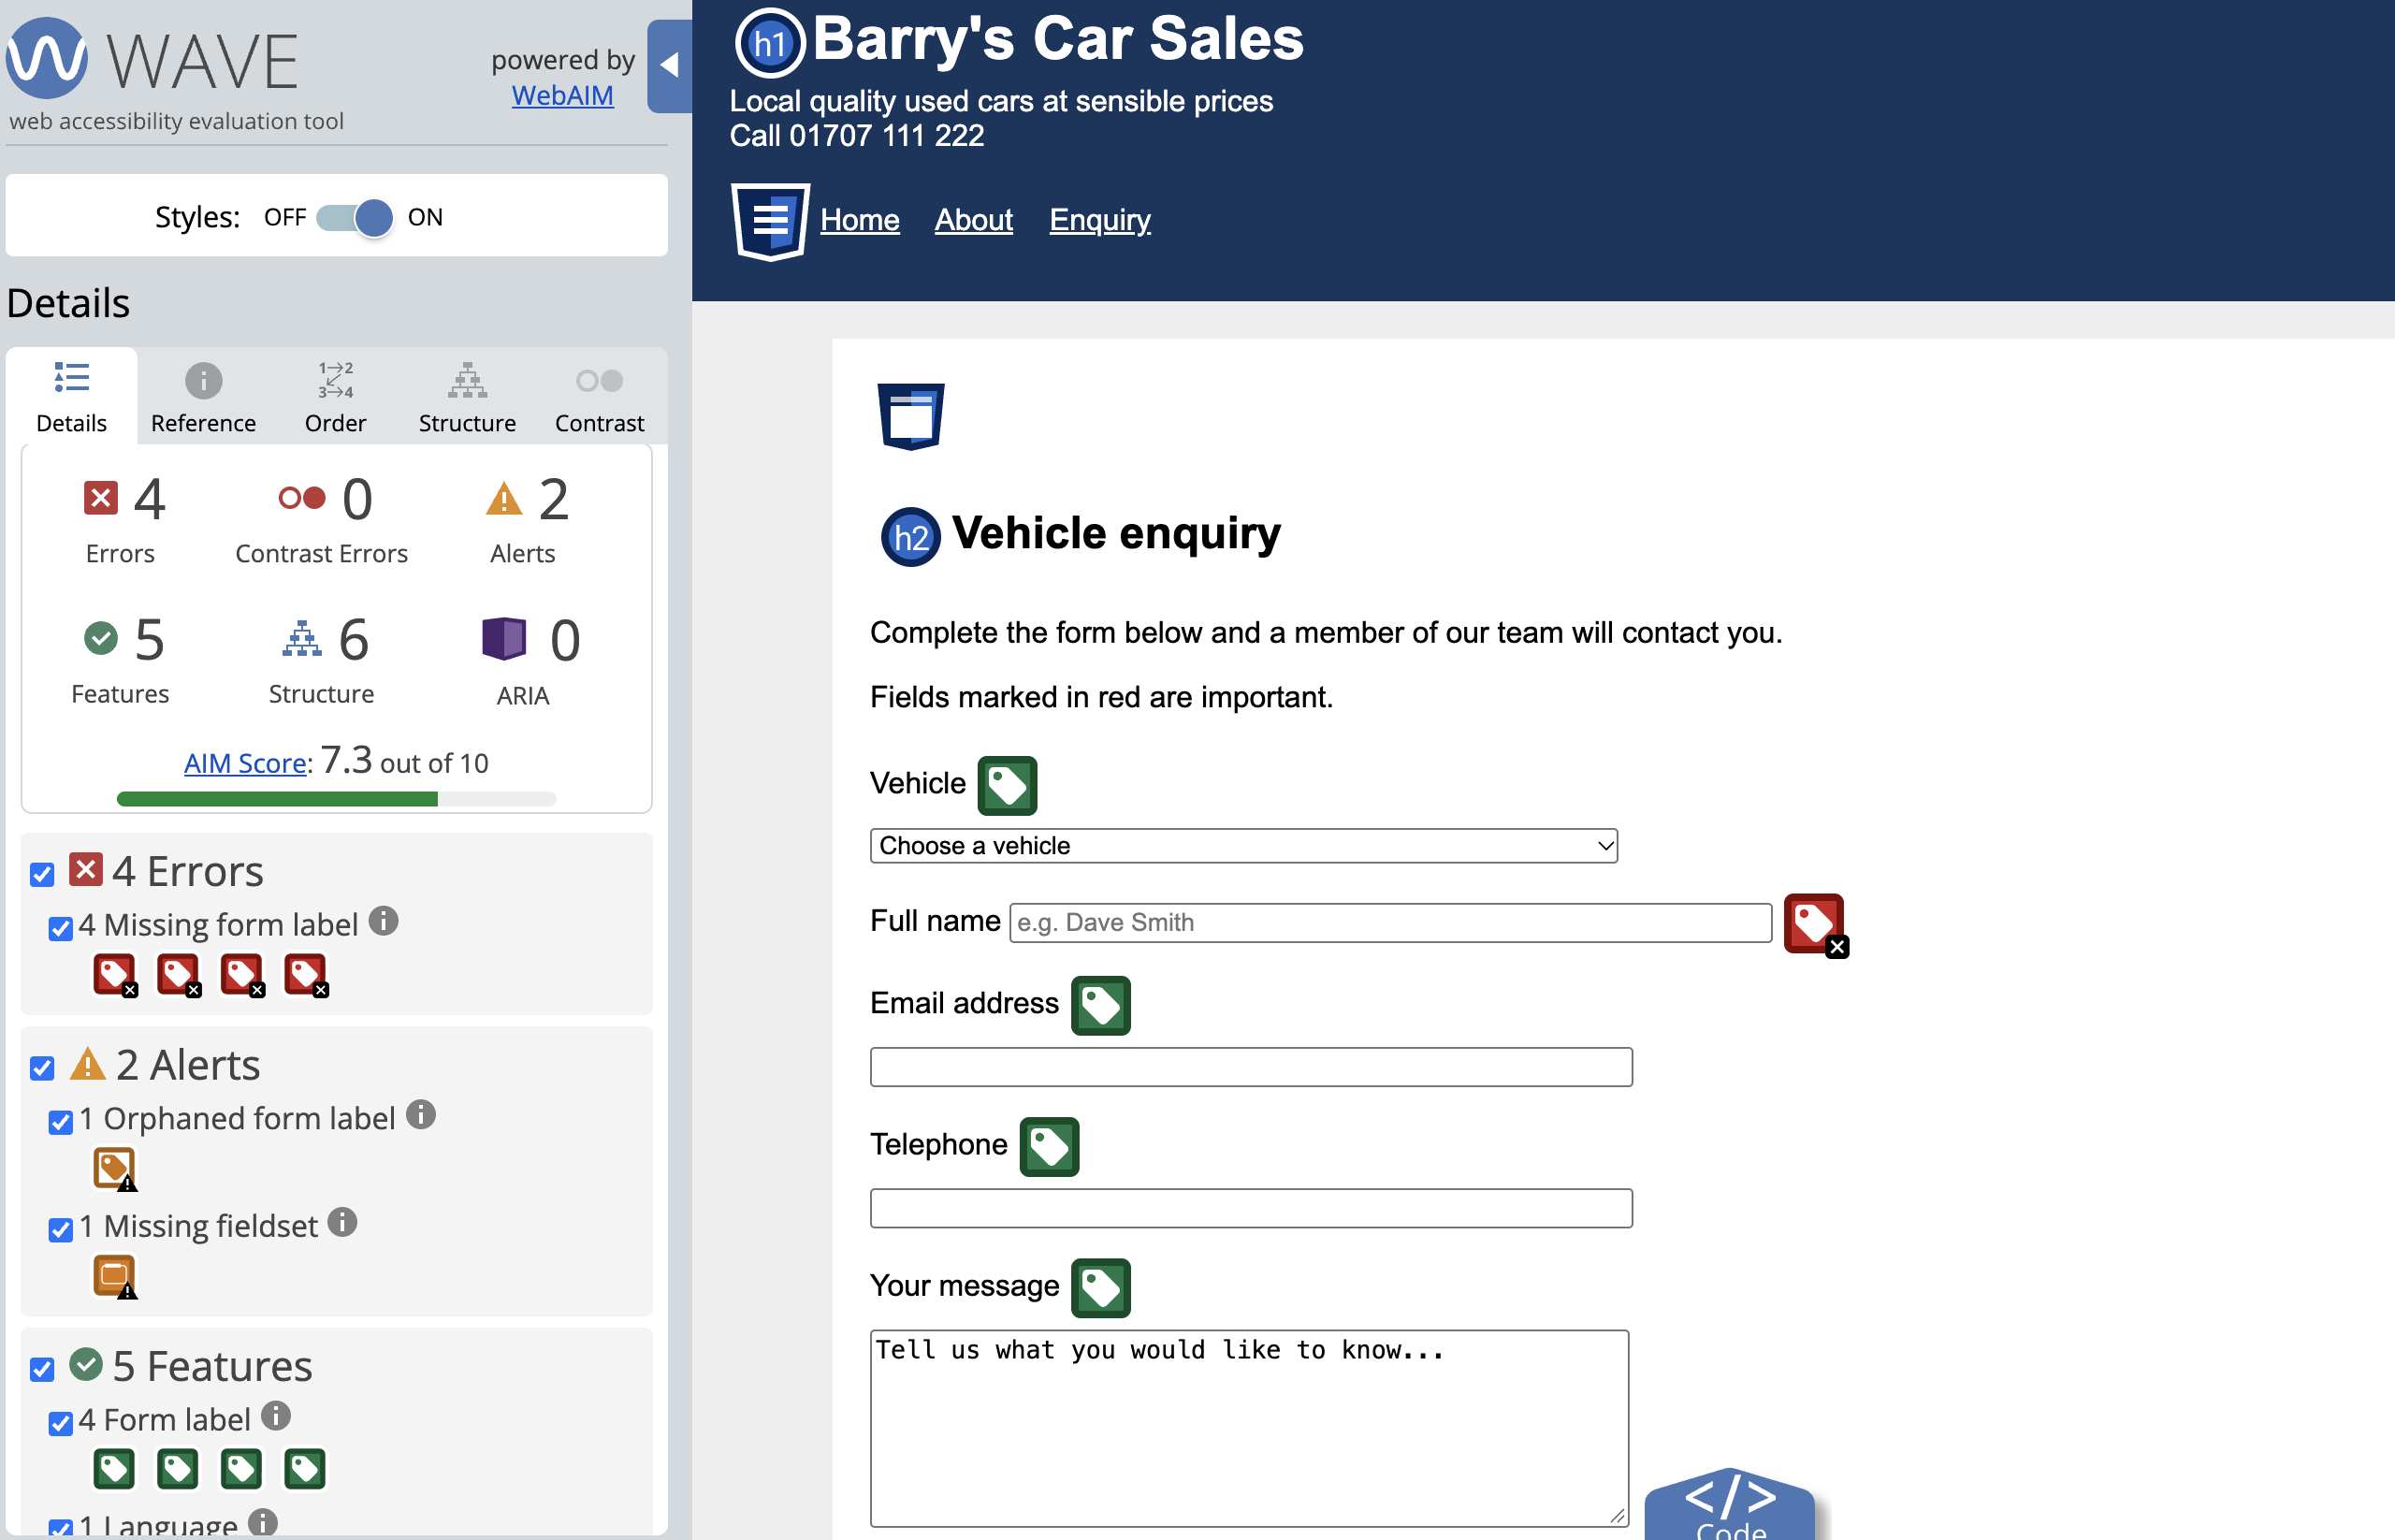 WAVE
web accessibility evaluation tool
powered by
WebAIM
Styles: OFF ON
Details
Details
Reference
1→2
3→4
Order
Structure
Contrast
4
Errors
0
Contrast Errors
2
Alerts
5
Features
6
Structure
0
ARIA
AIM Score: 7.3 out of 10
4 Errors
4 Missing form label
2 Alerts
1 Orphaned form label
1 Missing fieldset
5 Features
4 Form label
1 Language
h1 Barry's Car Sales
Local quality used cars at sensible prices
Call 01707 111 222
Home About Enquiry
h2 Vehicle enquiry
Complete the form below and a member of our team will contact you.
Fields marked in red are important.
Vehicle
Choose a vehicle
Full name e.g. Dave Smith
Email address
Telephone
Your message
Tell us what you would like to know...
</>
Code